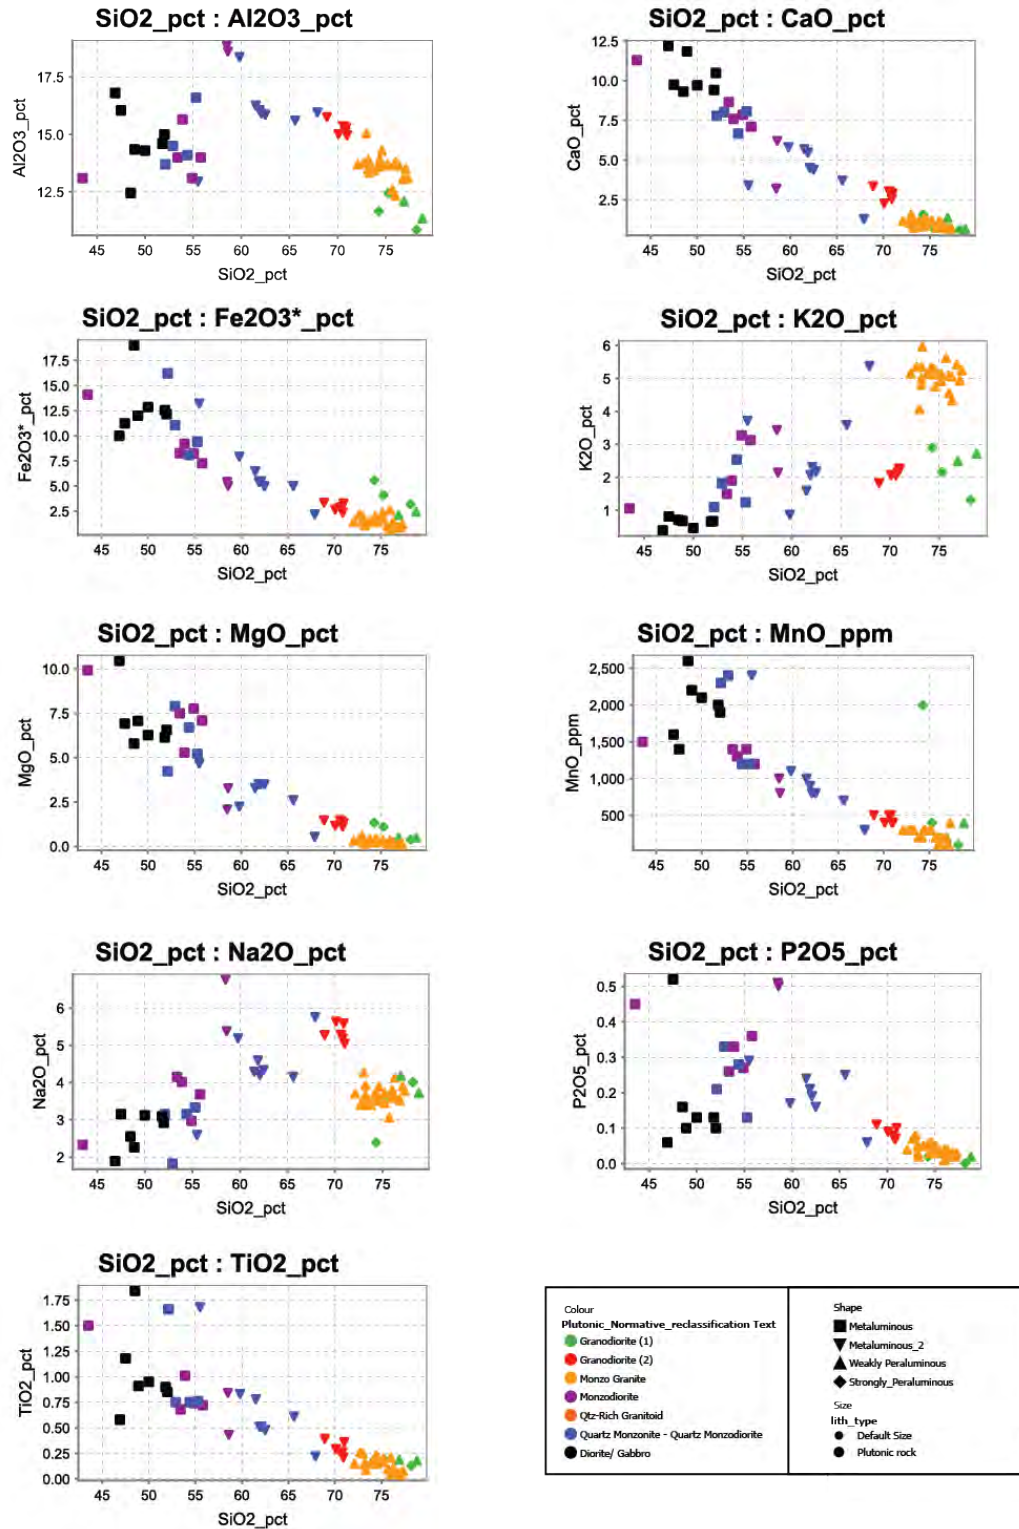 SiO2_pct : Al2O3_pct
17.5
15.0
12.5
Al2O3_pct
45 50 55 60 65 70 75
SiO2_pct
SiO2_pct : CaO_pct
12.5
10.0
7.5
5.0
2.5
CaO_pct
45 50 55 60 65 70 75
SiO2_pct
SiO2_pct : Fe2O3*_pct
17.5
15.0
12.5
10.0
7.5
5.0
2.5
Fe2O3*_pct
45 50 55 60 65 70 75
SiO2_pct
SiO2_pct : K2O_pct
6
5
4
3
2
1
K2O_pct
45 50 55 60 65 70 75
SiO2_pct
SiO2_pct : MgO_pct
10.0
7.5
5.0
2.5
0.0
MgO_pct
45 50 55 60 65 70 75
SiO2_pct
SiO2_pct : MnO_ppm
2,500
2,000
1,500
1,000
500
MnO_ppm
45 50 55 60 65 70 75
SiO2_pct
SiO2_pct : Na2O_pct
6
5
4
3
2
Na2O_pct
45 50 55 60 65 70 75
SiO2_pct
SiO2_pct : P2O5_pct
0.5
0.4
0.3
0.2
0.1
0.0
P2O5_pct
45 50 55 60 65 70 75
SiO2_pct
SiO2_pct : TiO2_pct
1.75
1.50
1.25
1.00
0.75
0.50
0.25
0.00
TiO2_pct
45 50 55 60 65 70 75
SiO2_pct
Colour
Plutonic_Normative_reclassification Text
Granodiorite (1)
Granodiorite (2)
Monzo Granite
Monzodiorite
Qtz-Rich Granitoid
Quartz Monzonite - Quartz Monzodiorite
Diorite/ Gabbro
Shape
Metaluminous
Metaluminous_2
Weakly Peraluminous
Strongly_Peraluminous
Size
lith_type
Default Size
Plutonic rock